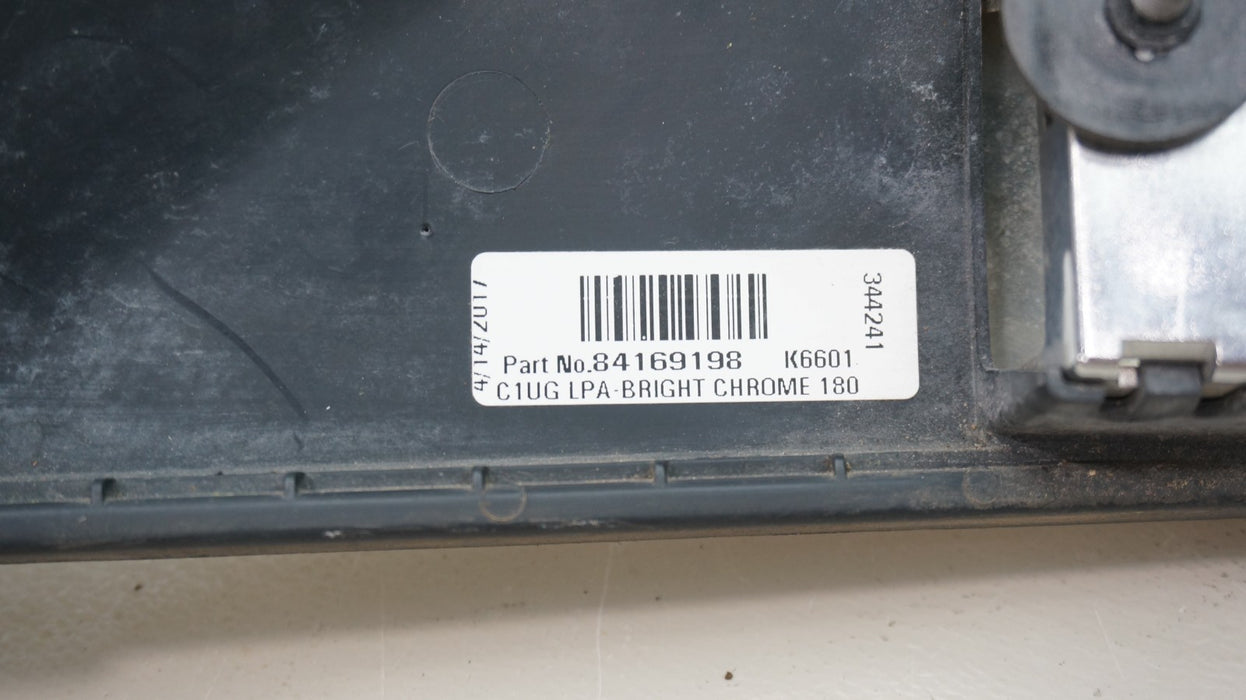 Part No.84169198 K6601
C1UG LPA-BRIGHT CHROME 180
344241
4/14/2017